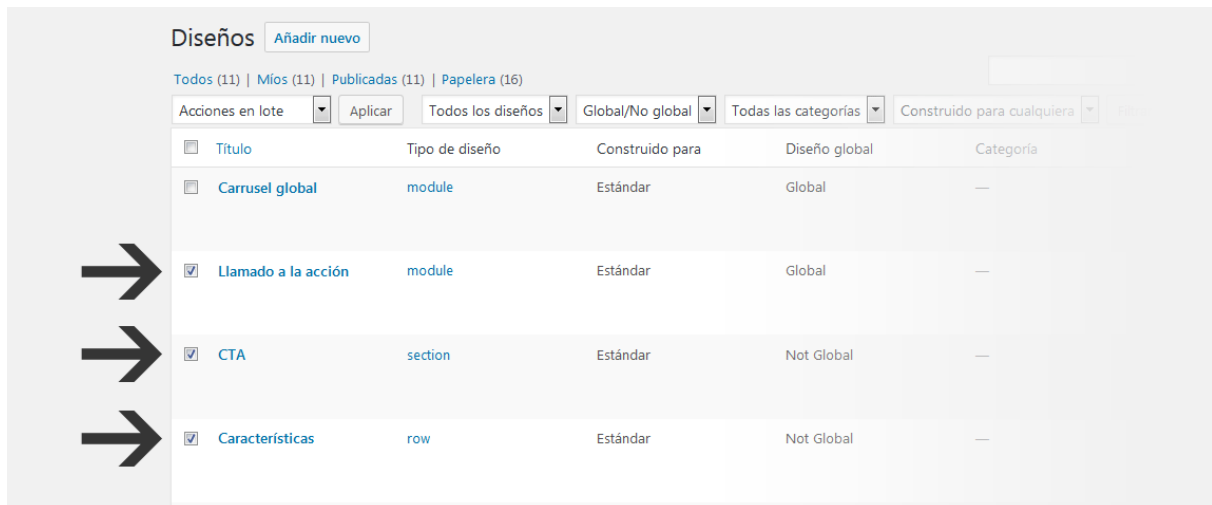 Diseños Añadir nuevo
Todos (11) | Míos (11) | Publicadas (11) | Papelera (16)
Acciones en lote Aplicar Todos los diseños Global/No global Todas las categorías Construido para cualquiera
Título Tipo de diseño Construido para Diseño global Categoría
Carrusel global module Estándar Global —
Llamado a la acción module Estándar Global —
CTA section Estándar Not Global —
Características row Estándar Not Global —